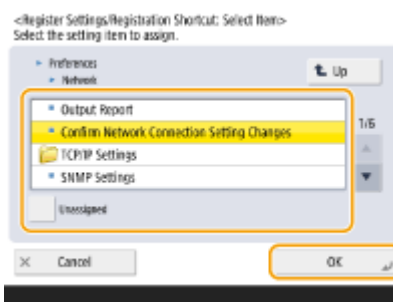 <Register Settings/Registration Shortcut: Select Item>
Select the setting item to assign.
Preferences
Network
Up
Output Report
Confirm Network Connection Setting Changes
TCP/IP Settings
SNMP Settings
1/6
Unassigned
Cancel
OK